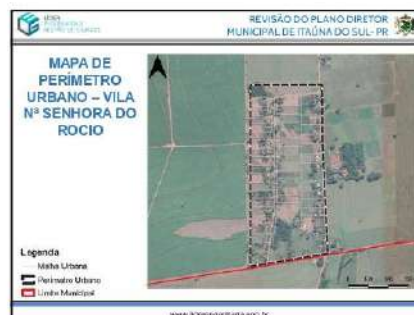 REVISÃO DO PLANO DIRETOR
MUNICIPAL DE ITAÚNA DO SUL- PR
MAPA DE
PERÍMETRO
URBANO – VILA
Nª SENHORA DO
ROCIO
Legenda
Malha Urbana
Perímetro Urbano
Limite Municipal